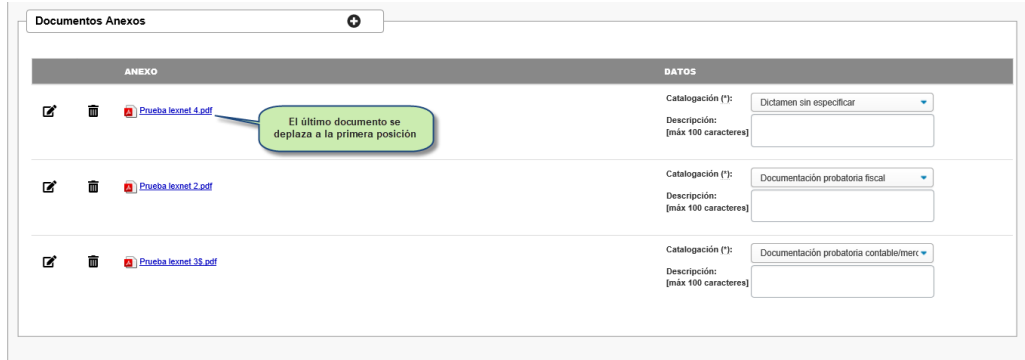 Documentos Anexos
ANEXO DATOS
Prueba lexnet 4.pdf
El último documento se
deplaza a la primera posición
Catalogación (*): Dictamen sin especificar
Descripción:
[máx 100 caracteres]
Prueba lexnet 2.pdf
Catalogación (*): Documentación probatoria fiscal
Descripción:
[máx 100 caracteres]
Prueba lexnet 3$.pdf
Catalogación (*): Documentación probatoria contable/merc
Descripción:
[máx 100 caracteres]